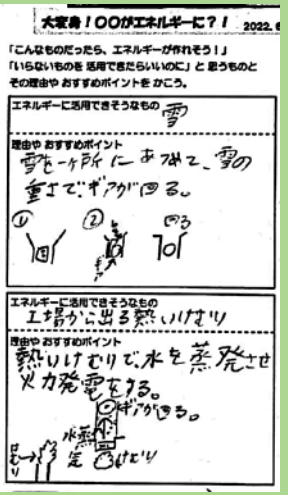 大変身！〇〇がエネルギーに？！ 2022.6
「こんなものだったら、エネルギーが作れそう！」
「いらないものを 活用できたらいいのに」と 思うものと
その理由や おすすめポイントを かこう。
エネルギーに活用できそうなもの
雪
理由や おすすめポイント
雪を一ヶ所に あつめて、雪の
重さで、ギアが回る。
① ② 回る
エネルギーに活用できそうなもの
工場から出る熱いけむり
理由や おすすめポイント
熱いけむりで、水を蒸発させ
火力発電をする。
ギアが回る。
水蒸気
けむり
けむり